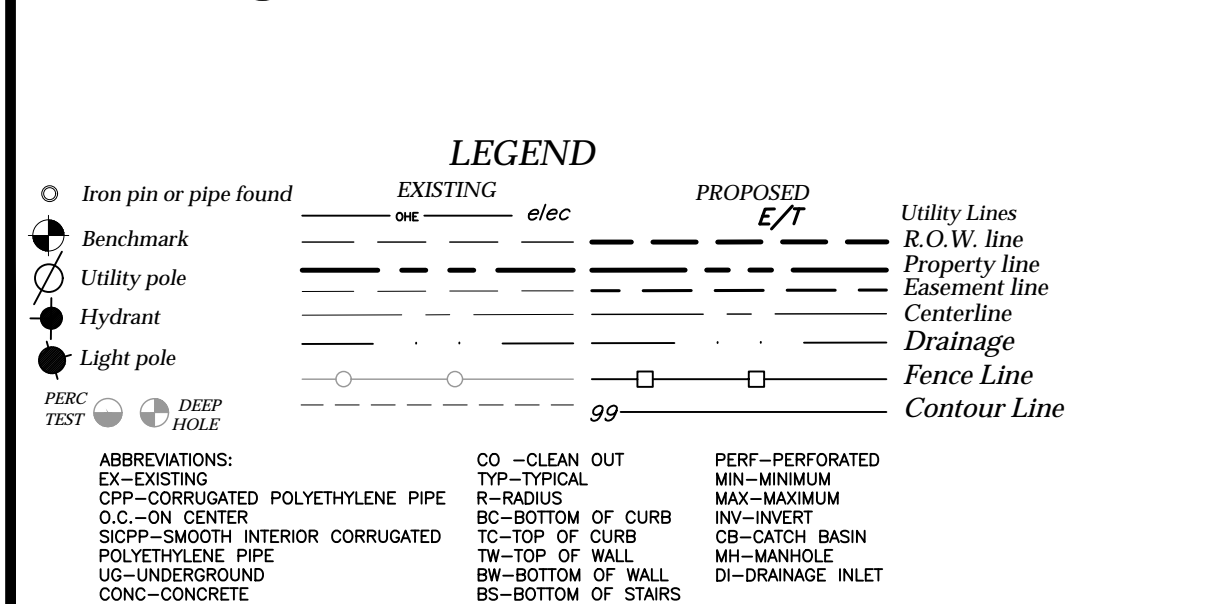 LEGEND
EXISTING
PROPOSED
Iron pin or pipe found
OHE
elec
E/T
Utility Lines
Benchmark
R.O.W. line
Utility pole
Property line
Easement line
Hydrant
Centerline
Drainage
Light pole
Fence Line
PERC
TEST
DEEP
HOLE
99
Contour Line
ABBREVIATIONS:
EX-EXISTING
CPP-CORRUGATED POLYETHYLENE PIPE
O.C.-ON CENTER
SICPP-SMOOTH INTERIOR CORRUGATED
POLYETHYLENE PIPE
UG-UNDERGROUND
CONC-CONCRETE
CO -CLEAN OUT
TYP-TYPICAL
R-RADIUS
BC-BOTTOM OF CURB
TC-TOP OF CURB
TW-TOP OF WALL
BW-BOTTOM OF WALL
BS-BOTTOM OF STAIRS
PERF-PERFORATED
MIN-MINIMUM
MAX-MAXIMUM
INV-INVERT
CB-CATCH BASIN
MH-MANHOLE
DI-DRAINAGE INLET